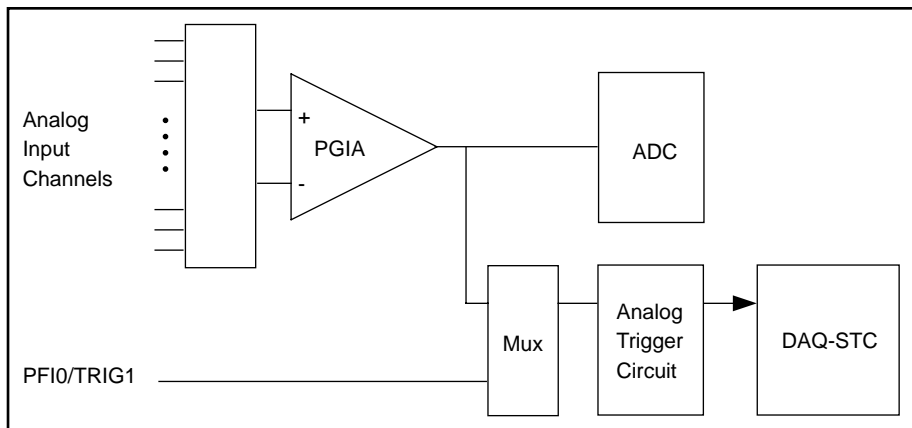 Analog
Input
Channels
+
PGIA
-
ADC
Mux
Analog
Trigger
Circuit
DAQ-STC
PFI0/TRIG1